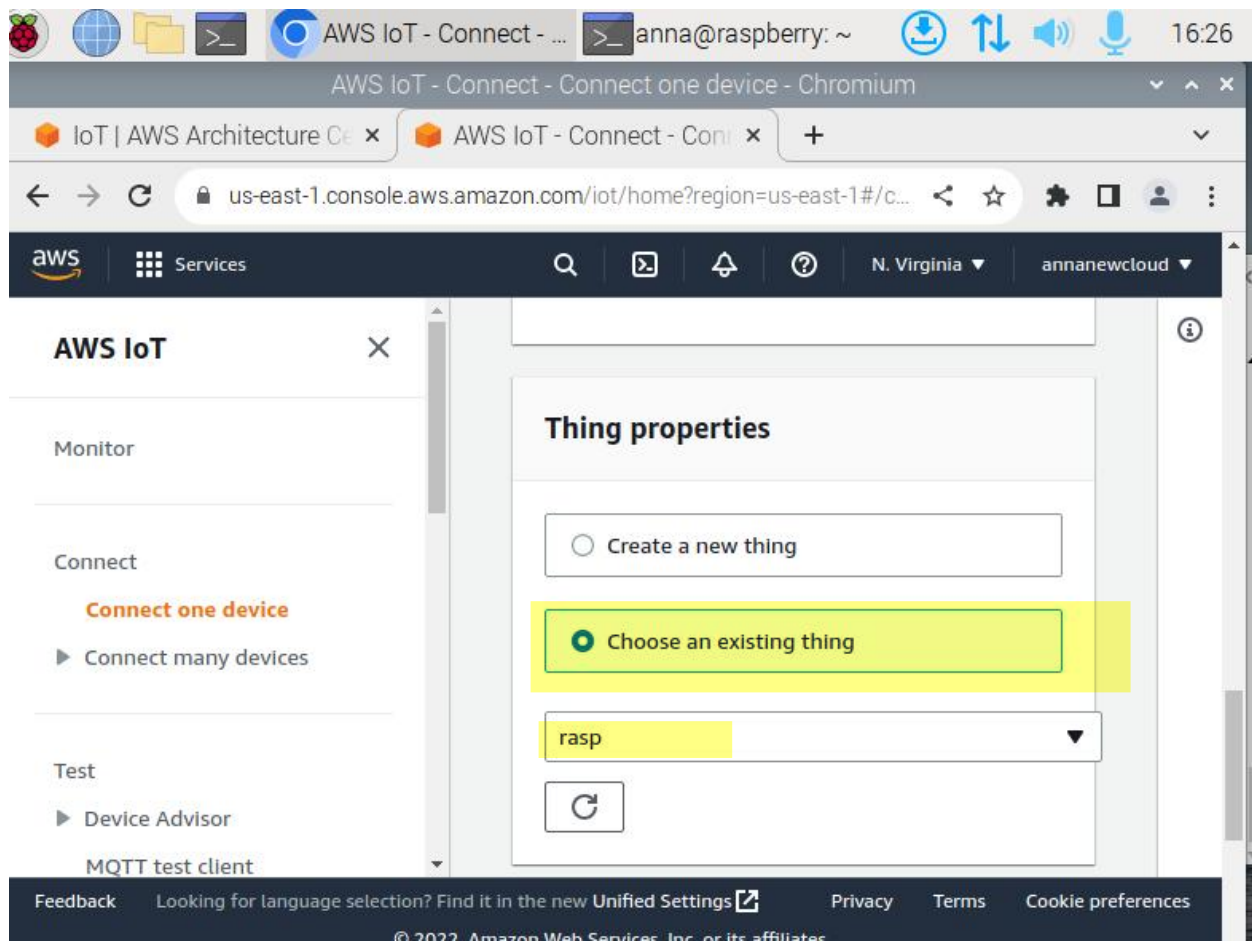 AWS IoT - Connect - ...
anna@raspberry: ~
16:26
AWS IoT - Connect - Connect one device - Chromium
IoT | AWS Architecture Ce
AWS IoT - Connect - Con
us-east-1.console.aws.amazon.com/iot/home?region=us-east-1#/c...
aws
Services
N. Virginia
annanewcloud
AWS IoT
Monitor
Connect
Connect one device
Connect many devices
Test
Device Advisor
MQTT test client
Thing properties
Create a new thing
Choose an existing thing
rasp
Feedback
Looking for language selection? Find it in the new Unified Settings
Privacy
Terms
Cookie preferences
© 2022, Amazon Web Services, Inc. or its affiliates.